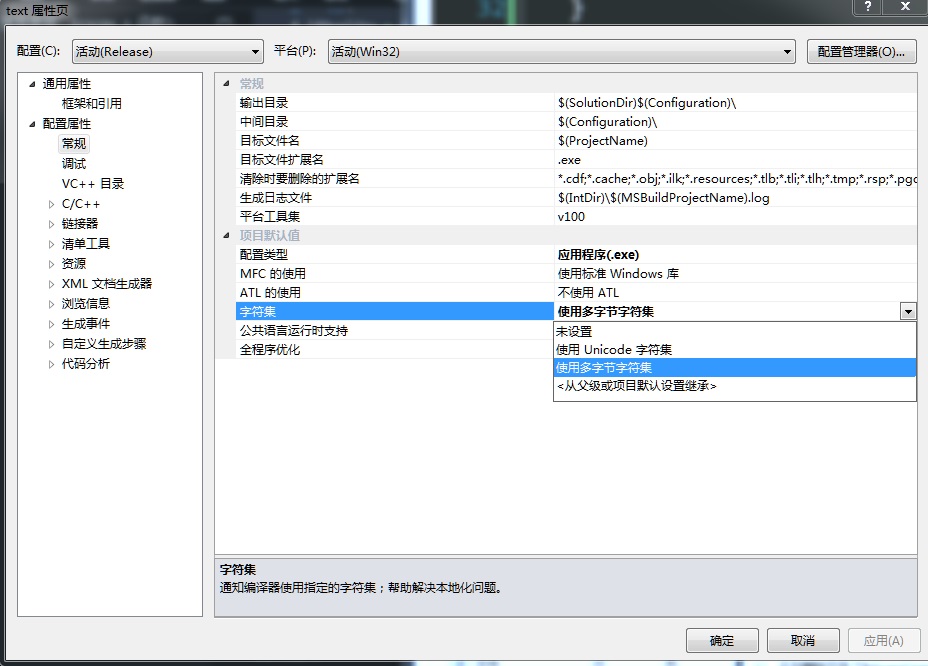 text 属性页
配置(C): 活动(Release) 平台(P): 活动(Win32) 配置管理器(O)...
通用属性
框架和引用
配置属性
常规
调试
VC++ 目录
C/C++
链接器
清单工具
资源
XML 文档生成器
浏览信息
生成事件
自定义生成步骤
代码分析
常规
输出目录 $(SolutionDir)$(Configuration)\
中间目录 $(Configuration)\
目标文件名 $(ProjectName)
目标文件扩展名 .exe
清除时要删除的扩展名 *.cdf;*.cache;*.obj;*.ilk;*.resources;*.tlb;*.tli;*.tlh;*.tmp;*.rsp;*.pgc
生成日志文件 $(IntDir)\$(MSBuildProjectName).log
平台工具集 v100
项目默认值
配置类型 应用程序(.exe)
MFC 的使用 使用标准 Windows 库
ATL 的使用 不使用 ATL
字符集 使用多字节字符集
公共语言运行时支持
全程序优化
未设置
使用 Unicode 字符集
使用多字节字符集
<从父级或项目默认设置继承>
字符集
通知编译器使用指定的字符集；帮助解决本地化问题。
确定 取消 应用(A)